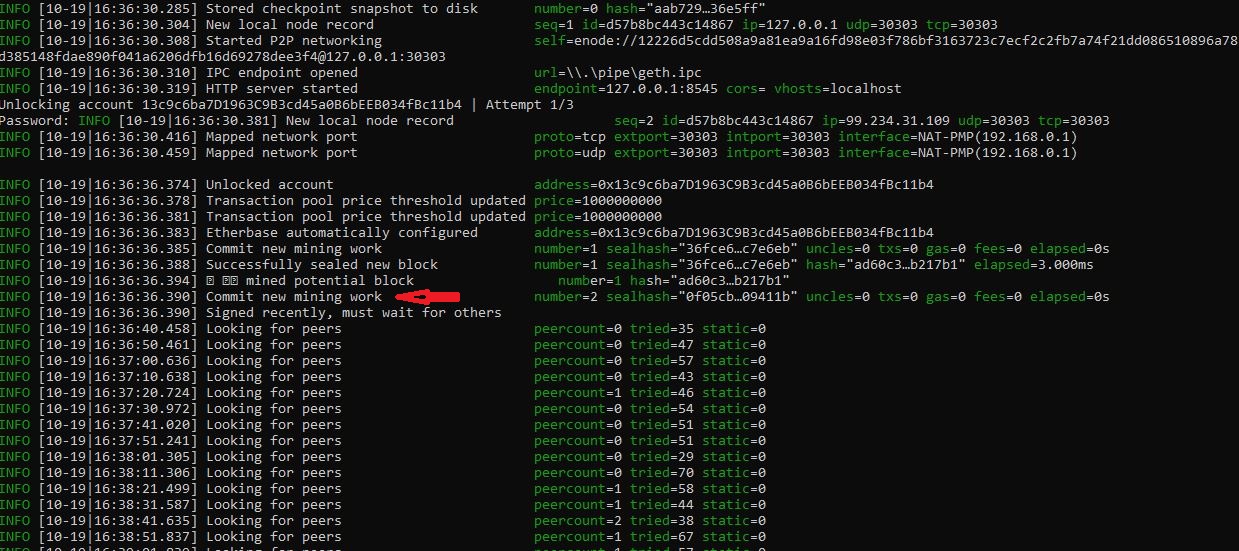 INFO [10-19|16:36:30.285] Stored checkpoint snapshot to disk number=0 hash="aab729…36e5ff"
INFO [10-19|16:36:30.304] New local node record seq=1 id=d57b8bc443c14867 ip=127.0.0.1 udp=30303 tcp=30303
INFO [10-19|16:36:30.308] Started P2P networking self=enode://12226d5cdd508a9a81ea9a16fd98e03f786bf3163723c7ecf2c2fb7a74f21dd086510896a78
d385148fdae890f041a6206dfb16d69278dee3f4@127.0.0.1:30303
INFO [10-19|16:36:30.310] IPC endpoint opened url=\\.\pipe\geth.ipc
INFO [10-19|16:36:30.319] HTTP server started endpoint=127.0.0.1:8545 cors= vhosts=localhost
Unlocking account 13c9c6ba7D1963C9B3cd45a0B6bEEB034fBc11b4 | Attempt 1/3
Password: INFO [10-19|16:36:30.381] New local node record seq=2 id=d57b8bc443c14867 ip=99.234.31.109 udp=30303 tcp=30303
INFO [10-19|16:36:30.416] Mapped network port proto=tcp extport=30303 intport=30303 interface=NAT-PMP(192.168.0.1)
INFO [10-19|16:36:30.459] Mapped network port proto=udp extport=30303 intport=30303 interface=NAT-PMP(192.168.0.1)
INFO [10-19|16:36:36.374] Unlocked account address=0x13c9c6ba7D1963C9B3cd45a0B6bEEB034fBc11b4
INFO [10-19|16:36:36.378] Transaction pool price threshold updated price=1000000000
INFO [10-19|16:36:36.381] Transaction pool price threshold updated price=1000000000
INFO [10-19|16:36:36.383] Etherbase automatically configured address=0x13c9c6ba7D1963C9B3cd45a0B6bEEB034fBc11b4
INFO [10-19|16:36:36.385] Commit new mining work number=1 sealhash="36fce6…c7e6eb" uncles=0 txs=0 gas=0 fees=0 elapsed=0s
INFO [10-19|16:36:36.388] Successfully sealed new block number=1 sealhash="36fce6…c7e6eb" hash="ad60c3…b217b1" elapsed=3.000ms
INFO [10-19|16:36:36.394] mined potential block number=1 hash="ad60c3…b217b1"
INFO [10-19|16:36:36.390] Commit new mining work number=2 sealhash="0f05cb…09411b" uncles=0 txs=0 gas=0 fees=0 elapsed=0s
INFO [10-19|16:36:36.390] Signed recently, must wait for others
INFO [10-19|16:36:40.458] Looking for peers peercount=0 tried=35 static=0
INFO [10-19|16:36:50.461] Looking for peers peercount=0 tried=47 static=0
INFO [10-19|16:37:00.636] Looking for peers peercount=0 tried=57 static=0
INFO [10-19|16:37:10.638] Looking for peers peercount=0 tried=43 static=0
INFO [10-19|16:37:20.724] Looking for peers peercount=1 tried=46 static=0
INFO [10-19|16:37:30.972] Looking for peers peercount=0 tried=54 static=0
INFO [10-19|16:37:41.020] Looking for peers peercount=0 tried=51 static=0
INFO [10-19|16:37:51.241] Looking for peers peercount=0 tried=51 static=0
INFO [10-19|16:38:01.305] Looking for peers peercount=0 tried=29 static=0
INFO [10-19|16:38:11.306] Looking for peers peercount=0 tried=70 static=0
INFO [10-19|16:38:21.499] Looking for peers peercount=1 tried=58 static=0
INFO [10-19|16:38:31.587] Looking for peers peercount=1 tried=44 static=0
INFO [10-19|16:38:41.635] Looking for peers peercount=2 tried=38 static=0
INFO [10-19|16:38:51.837] Looking for peers peercount=1 tried=67 static=0